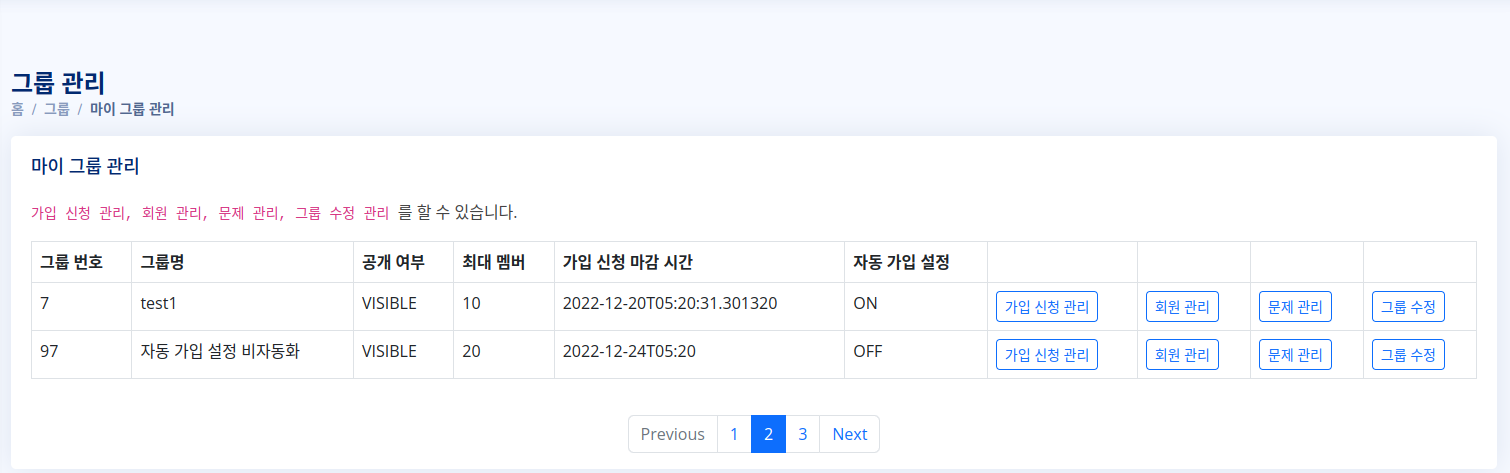 그룹 관리
홈 / 그룹 / 마이 그룹 관리
마이 그룹 관리
가입 신청 관리, 회원 관리, 문제 관리, 그룹 수정 관리 를 할 수 있습니다.
그룹 번호 그룹명 공개 여부 최대 멤버 가입 신청 마감 시간 자동 가입 설정
7 test1 VISIBLE 10 2022-12-20T05:20:31.301320 ON 가입 신청 관리 회원 관리 문제 관리 그룹 수정
97 자동 가입 설정 비자동화 VISIBLE 20 2022-12-24T05:20 OFF 가입 신청 관리 회원 관리 문제 관리 그룹 수정
Previous 1 2 3 Next